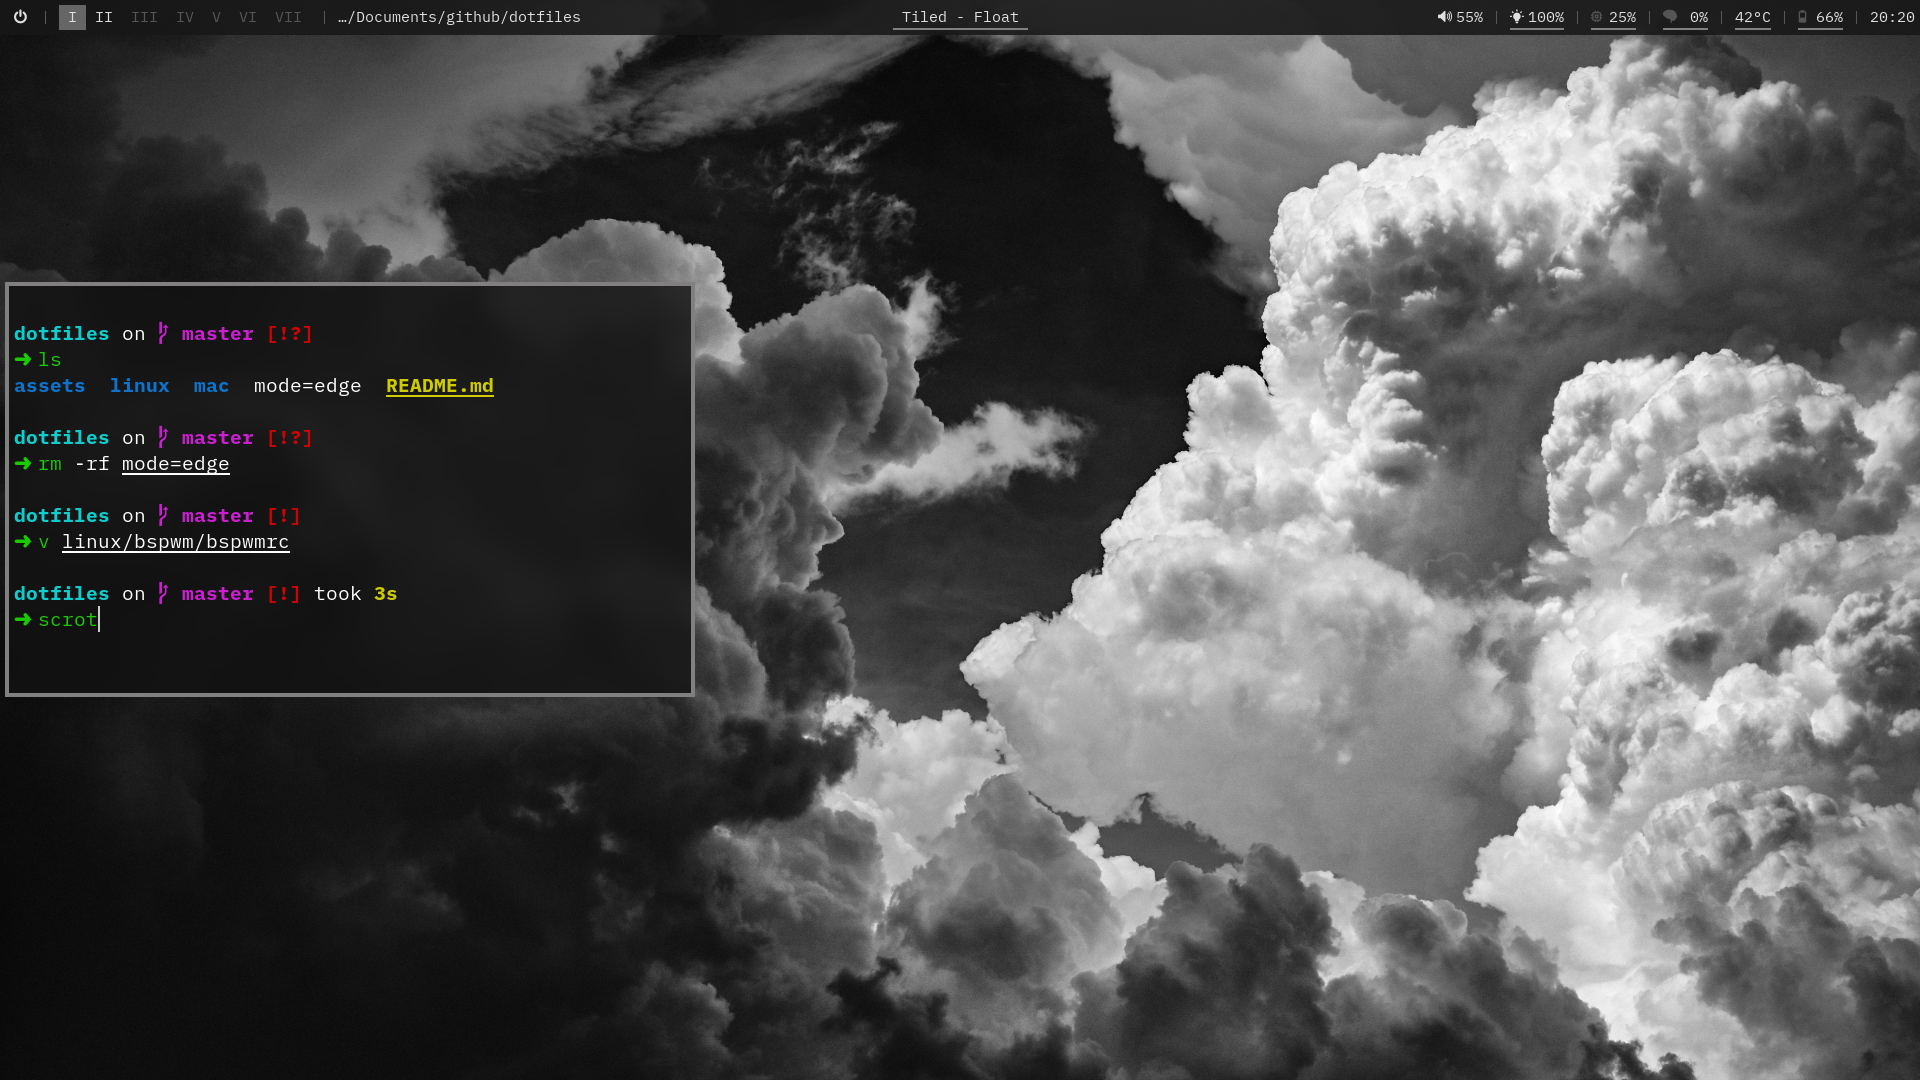 I II III IV V VI VII | …/Documents/github/dotfiles Tiled - Float 55% | 100% | 25% | 0% | 42°C | 66% | 20:20
dotfiles on master [!?]
➜ ls
assets linux mac mode=edge README.md
dotfiles on master [!?]
➜ rm -rf mode=edge
dotfiles on master [!]
➜ v linux/bspwm/bspwmrc
dotfiles on master [!] took 3s
➜ scrot